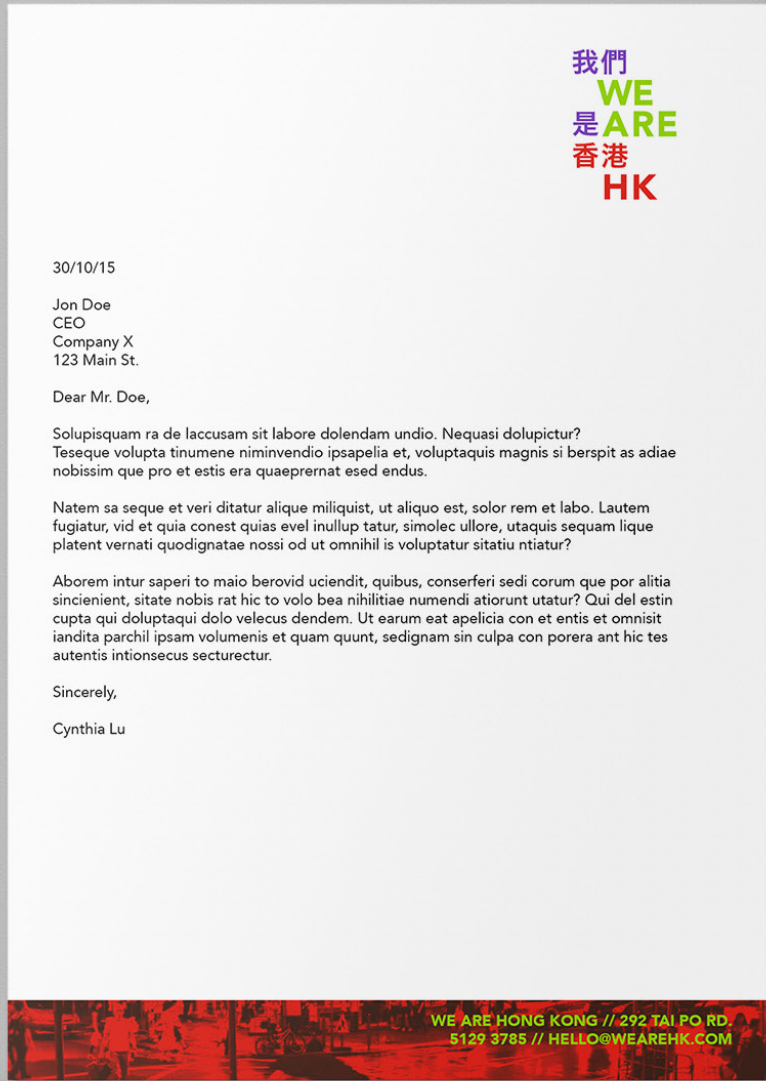 我們
WE
是ARE
香港
HK
30/10/15
Jon Doe
CEO
Company X
123 Main St.
Dear Mr. Doe,
Solupisquam ra de laccusam sit labore dolendam undio. Nequasi dolupictur?
Teseque volupta tinumene niminvendio ipsapelia et, voluptaquis magnis si berspit as adiae
nobissim que pro et estis era quaeprernat esed endus.
Natem sa seque et veri ditatur alique miliquist, ut aliquo est, solor rem et labo. Lautem
fugiatur, vid et quia conest quias evel inullup tatur, simolec ullore, utaquis sequam lique
platent vernati quodignatae nossi od ut omnihil is voluptatur sitatiu ntiatur?
Aborem intur saperi to maio berovid uciendit, quibus, conserferi sedi corum que por alitia
sincienient, sitate nobis rat hic to volo bea nihilitiae numendi atiorunt utatur? Qui del estin
cupta qui doluptaqui dolo velecus dendem. Ut earum eat apelicia con et entis et omnisit
iandita parchil ipsam volumenis et quam quunt, sedignam sin culpa con porera ant hic tes
autentis intionsecus secturectur.
Sincerely,
Cynthia Lu
WE ARE HONG KONG // 292 TAI PO RD.
5129 3785 // HELLO@WEAREHK.COM